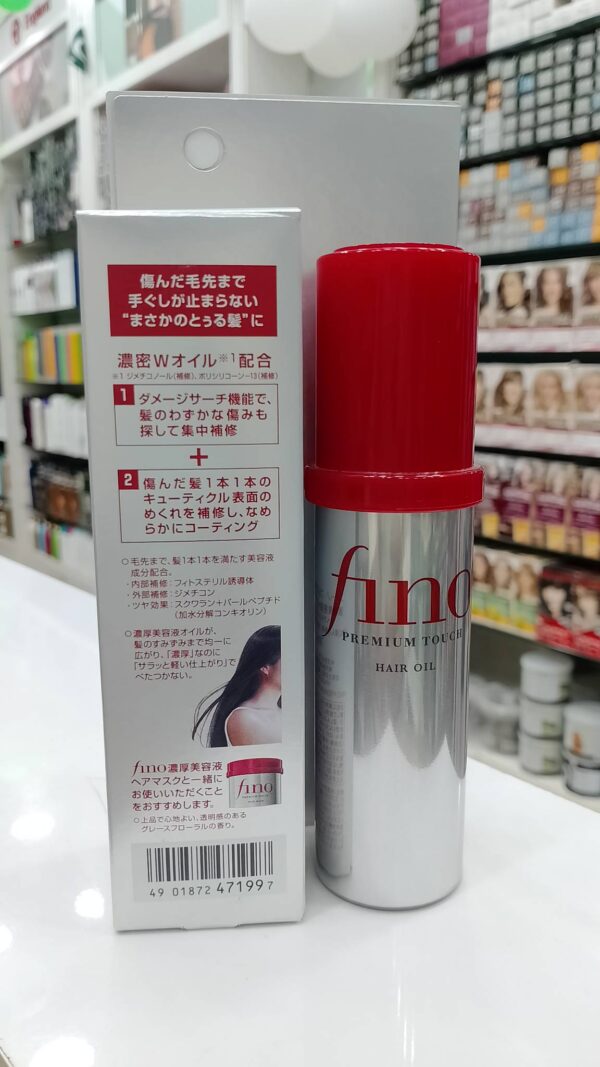 傷んだ毛先まで
手ぐしが止まらない
"まさかのとぅる髪"に
濃密Wオイル※1配合
※1 ジメチコノール(補修)、ポリシリコーン-13(補修)
1 ダメージサーチ機能で、
髪のわずかな傷みも
探して集中補修
+
2 傷んだ髪1本1本の
キューティクル表面の
めくれを補修し、なめ
らかにコーティング
○毛先まで、髪1本1本を満たす美容液
成分配合。
・内部補修:フィトステリル誘導体
・外部補修:ジメチコン
・ツヤ効果:スクワラン+パールペプチド
(加水分解コンキオリン)
○濃厚美容液オイルが、
髪のすみずみまで均一に
広がり、「濃厚」なのに
「サラッと軽い仕上がり」で
べたつかない。
fino濃厚美容液
ヘアマスクと一緒に
お使いいただくこと
をおすすめします。
○上品で心地よい、透明感のある
グレースフローラルの香り。
fino
4901872471997
fino
PREMIUM TOUCH
HAIR OIL